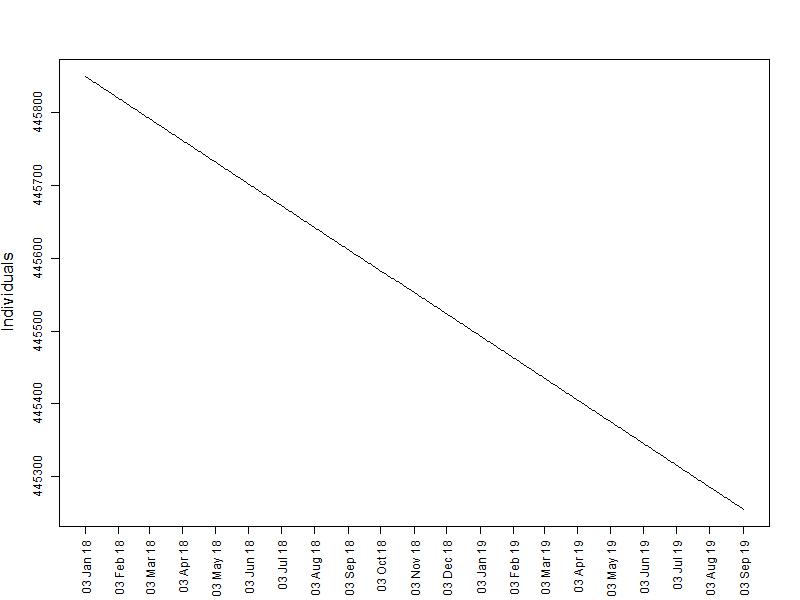 Individuals
445800
445700
445600
445500
445400
445300
03 Jan 18
03 Feb 18
03 Mar 18
03 Apr 18
03 May 18
03 Jun 18
03 Jul 18
03 Aug 18
03 Sep 18
03 Oct 18
03 Nov 18
03 Dec 18
03 Jan 19
03 Feb 19
03 Mar 19
03 Apr 19
03 May 19
03 Jun 19
03 Jul 19
03 Aug 19
03 Sep 19